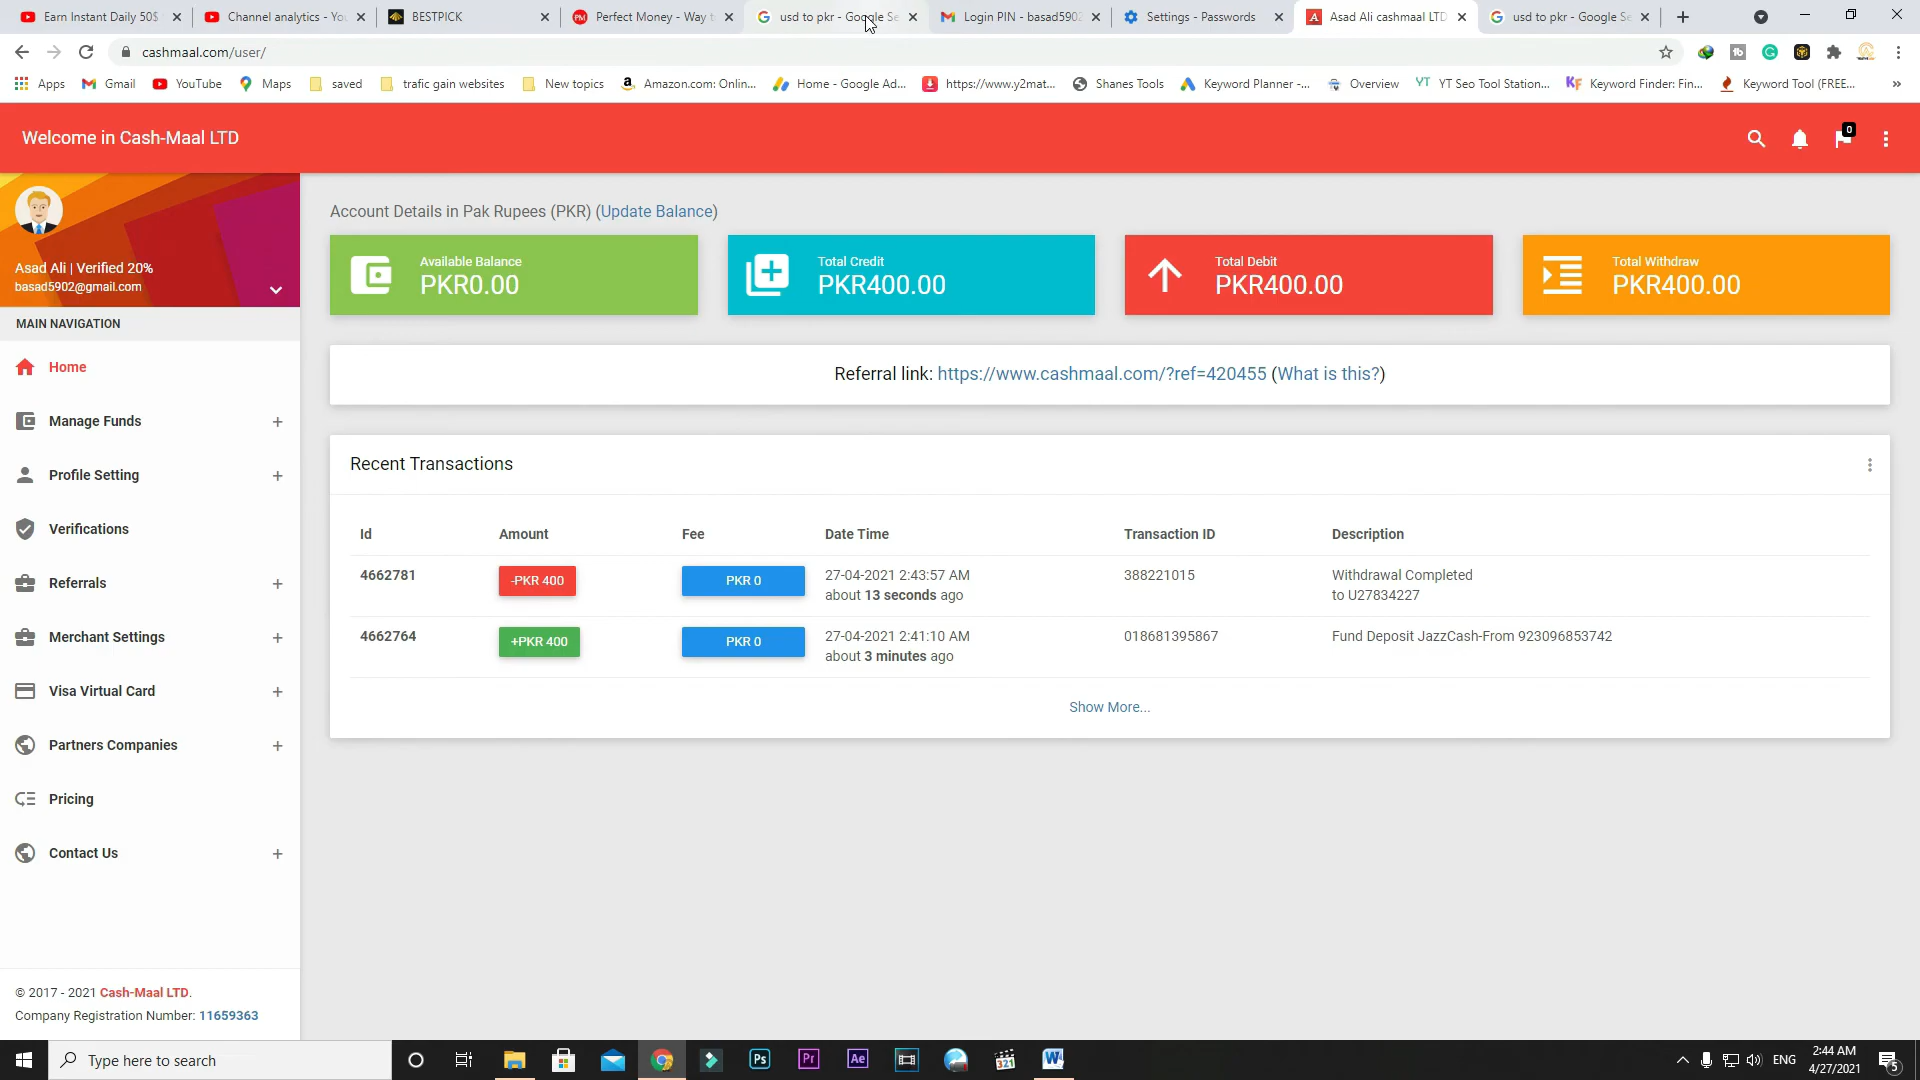 Earn Instant Daily 50$
Channel analytics - Yo
BESTPICK
Perfect Money - Way t
usd to pkr - Google Se
Login PIN - basad5902
Settings - Passwords
Asad Ali cashmaal LTD
usd to pkr - Google Se
cashmaal.com/user/
Apps
Gmail
YouTube
Maps
saved
trafic gain websites
New topics
Amazon.com: Onlin...
Home - Google Ad...
https://www.y2mat...
Shanes Tools
Keyword Planner -...
Overview
YT Seo Tool Station...
Keyword Finder: Fin...
Keyword Tool (FREE...
»
Welcome in Cash-Maal LTD
0
Asad Ali | Verified 20%
basad5902@gmail.com
MAIN NAVIGATION
Home
Manage Funds +
Profile Setting +
Verifications
Referrals +
Merchant Settings +
Visa Virtual Card +
Partners Companies +
Pricing
Contact Us +
© 2017 - 2021 Cash-Maal LTD.
Company Registration Number: 11659363
Account Details in Pak Rupees (PKR) (Update Balance)
Available Balance
PKR0.00
Total Credit
PKR400.00
Total Debit
PKR400.00
Total Withdraw
PKR400.00
Referral link: https://www.cashmaal.com/?ref=420455 (What is this?)
Recent Transactions
Id Amount Fee Date Time Transaction ID Description
4662781 -PKR 400 PKR 0 27-04-2021 2:43:57 AM 388221015 Withdrawal Completed
about 13 seconds ago to U27834227
4662764 +PKR 400 PKR 0 27-04-2021 2:41:10 AM 018681395867 Fund Deposit JazzCash-From 923096853742
about 3 minutes ago
Show More...
Type here to search
Ps
Pr
Ae
321
W
ENG
2:44 AM
4/27/2021
5